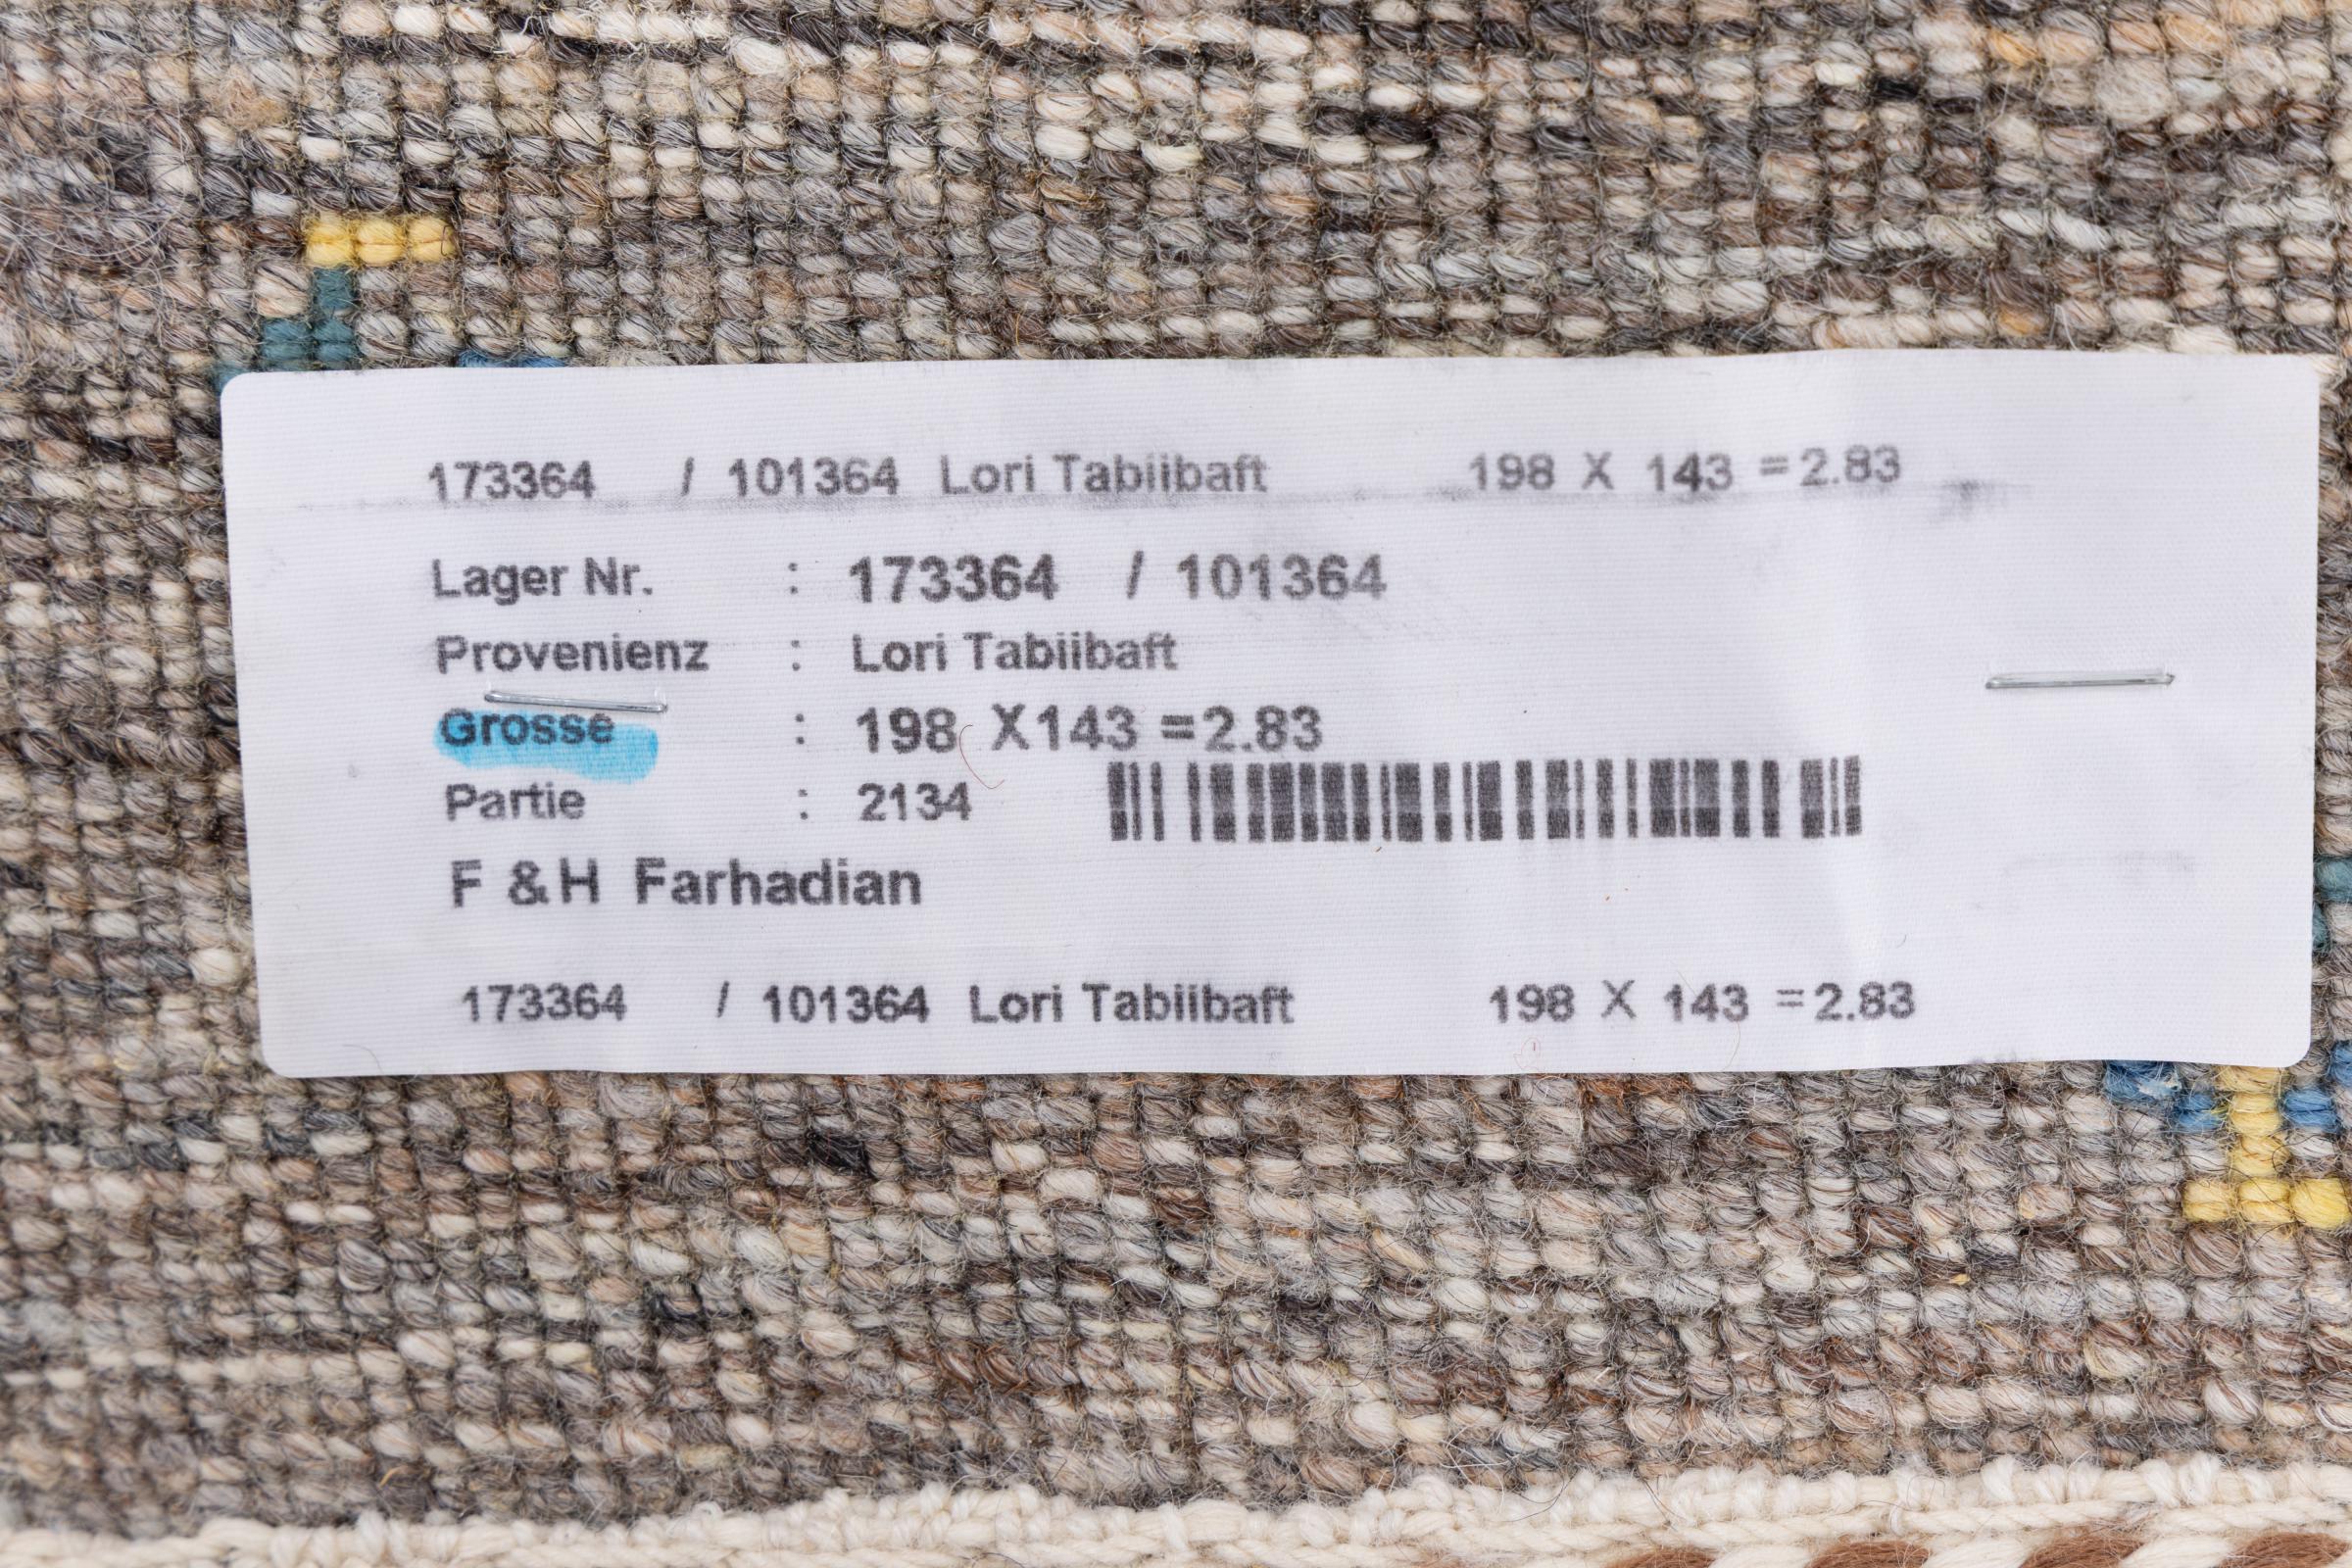 173364 / 101364 Lori Tabiibaft 198 X 143 =2.83
Lager Nr. : 173364 / 101364
Provenienz : Lori Tabiibaft
Grosse : 198 X143 =2.83
Partie : 2134
F &H Farhadian
173364 / 101364 Lori Tabiibaft 198 X 143 =2.83